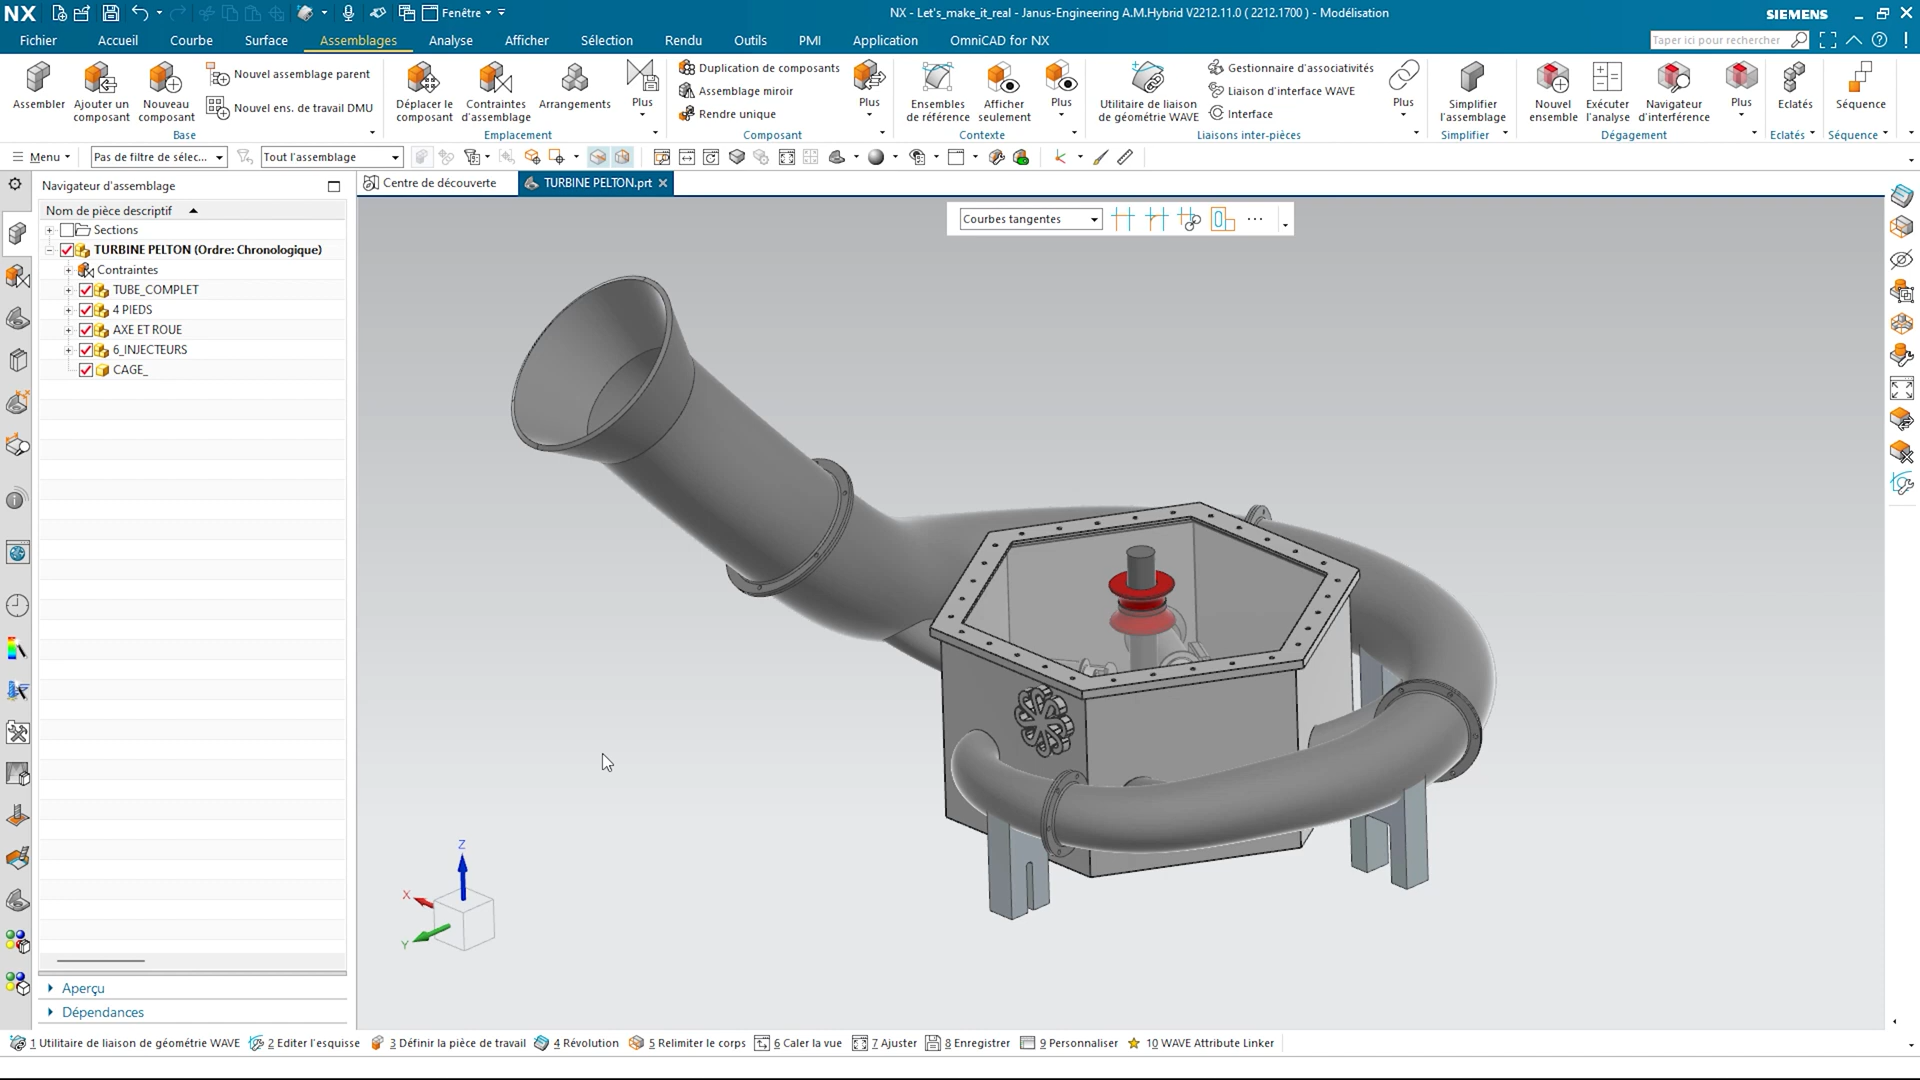 NX
Fenêtre
NX - Let's_make_it_real - Janus-Engineering A.M.Hybrid V2212.11.0 ( 2212.1700 ) - Modélisation
SIEMENS
Fichier Accueil Courbe Surface Assemblages Analyse Afficher Sélection Rendu Outils PMI Application OmniCAD for NX
Taper ici pour rechercher
Assembler
Ajouter un composant
Nouveau composant
Nouvel assemblage parent
Nouvel ens. de travail DMU
Base
Déplacer le composant
Contraintes d'assemblage
Arrangements
Plus
Emplacement
Duplication de composants
Assemblage miroir
Rendre unique
Plus
Composant
Ensembles de référence
Afficher seulement
Plus
Contexte
Utilitaire de liaison de géométrie WAVE
Gestionnaire d'associativités
Liaison d'interface WAVE
Interface
Plus
Liaisons inter-pièces
Simplifier l'assemblage
Simplifier
Nouvel ensemble
Exécuter l'analyse
Navigateur d'interférence
Plus
Dégagement
Eclatés
Eclatés
Séquence
Séquence
Menu
Pas de filtre de sélec...
Tout l'assemblage
Navigateur d'assemblage
Centre de découverte
TURBINE PELTON.prt
Nom de pièce descriptif
Courbes tangentes
Sections
TURBINE PELTON (Ordre: Chronologique)
Contraintes
TUBE_COMPLET
4 PIEDS
AXE ET ROUE
6_INJECTEURS
CAGE_
Z
X
Y
Aperçu
Dépendances
1 Utilitaire de liaison de géométrie WAVE 2 Editer l'esquisse 3 Définir la pièce de travail 4 Révolution 5 Relimiter le corps 6 Caler la vue 7 Ajuster 8 Enregistrer 9 Personnaliser 10 WAVE Attribute Linker